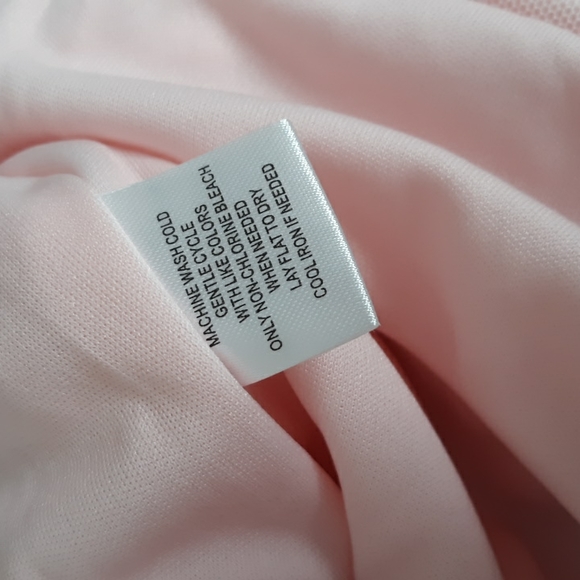 MACHINE WASH COLD
GENTLE CYCLE
WITH LIKE COLORS
ONLY NON-CHLORINE BLEACH
WHEN NEEDED
LAY FLAT TO DRY
COOL IRON IF NEEDED